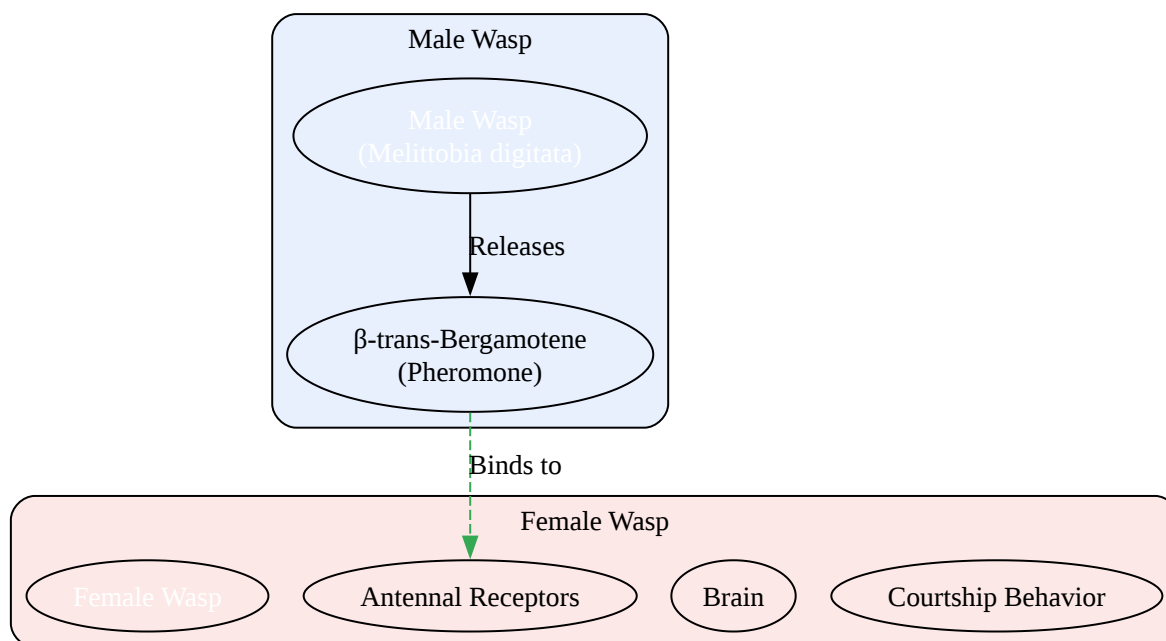 Male Wasp
Male Wasp
(Melittobia digitata)
Releases
β-trans-Bergamotene
(Pheromone)
Binds to
Female Wasp
Female Wasp
Antennal Receptors
Brain
Courtship Behavior